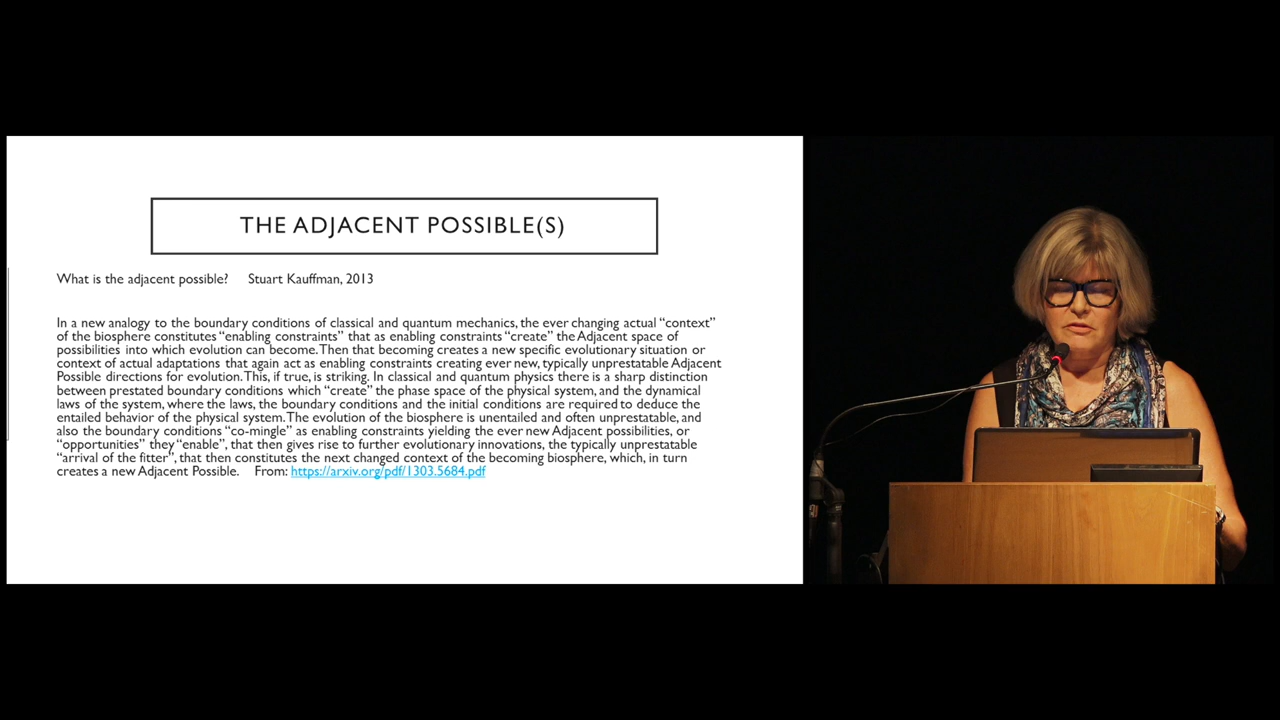 THE ADJACENT POSSIBLE(S)
What is the adjacent possible? Stuart Kauffman, 2013
In a new analogy to the boundary conditions of classical and quantum mechanics, the ever changing actual “context”
of the biosphere constitutes “enabling constraints” that as enabling constraints “create” the Adjacent space of
possibilities into which evolution can become. Then that becoming creates a new specific evolutionary situation or
context of actual adaptations that again act as enabling constraints creating ever new, typically unprestatable Adjacent
Possible directions for evolution. This, if true, is striking. In classical and quantum physics there is a sharp distinction
between prestated boundary conditions which “create” the phase space of the physical system, and the dynamical
laws of the system, where the laws, the boundary conditions and the initial conditions are required to deduce the
entailed behavior of the physical system. The evolution of the biosphere is unentailed and often unprestatable, and
also the boundary conditions “co-mingle” as enabling constraints yielding the ever new Adjacent possibilities, or
“opportunities” they “enable”, that then gives rise to further evolutionary innovations, the typically unprestatable
“arrival of the fitter”, that then constitutes the next changed context of the becoming biosphere, which, in turn
creates a new Adjacent Possible. From: https://arxiv.org/pdf/1303.5684.pdf